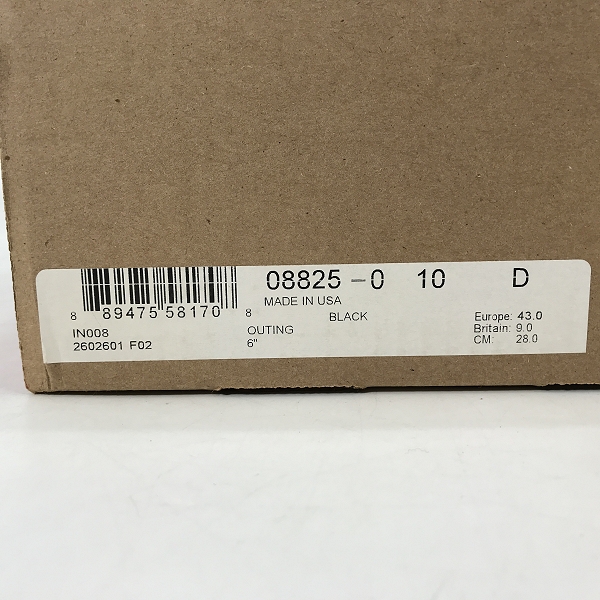 08825-0 10 D
8 89475 58170 8
MADE IN USA
OUTING BLACK
6"
IN008
2602601 F02
Europe: 43.0
Britain: 9.0
CM: 28.0